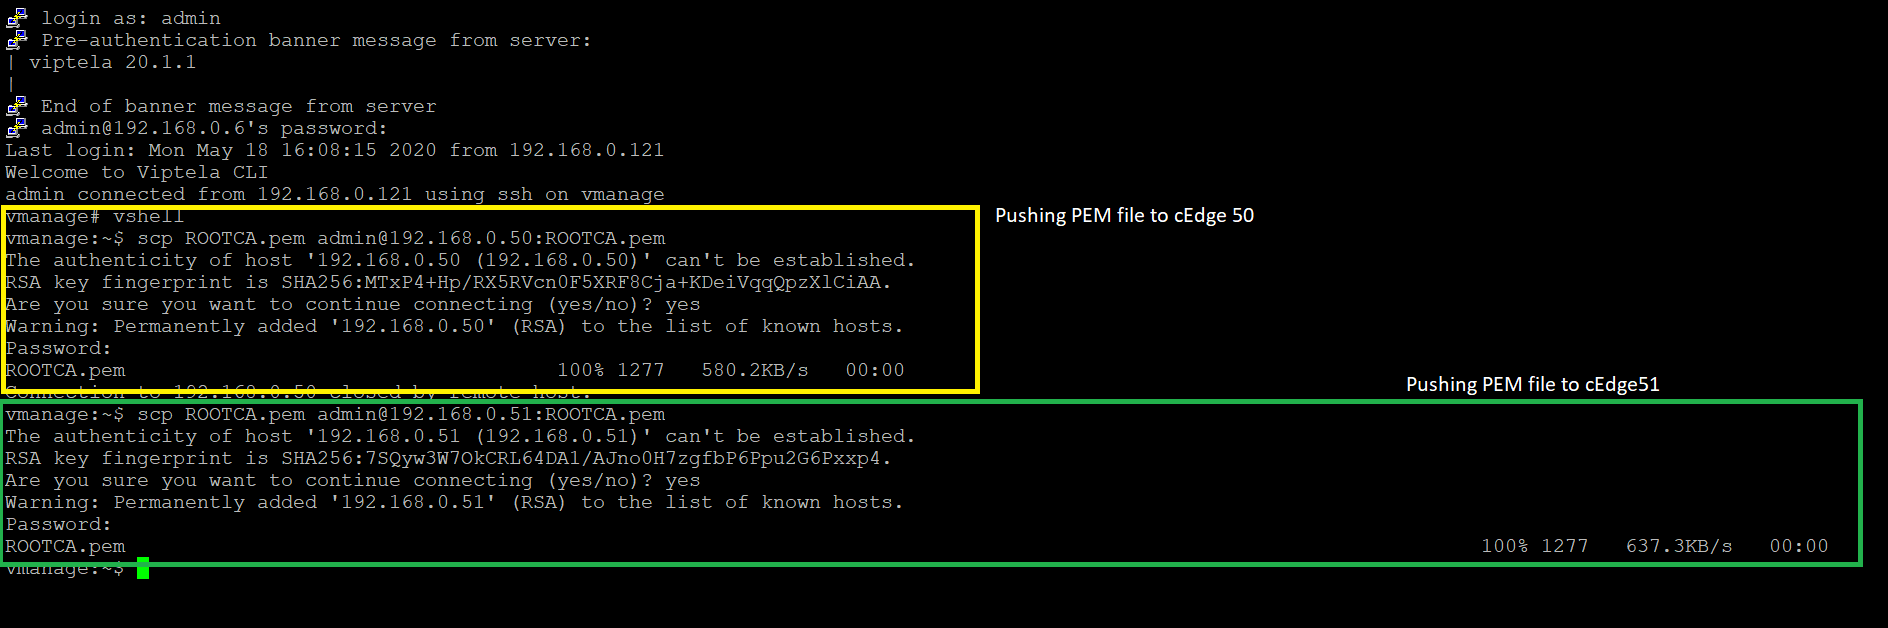 login as: admin
Pre-authentication banner message from server:
| viptela 20.1.1
|
End of banner message from server
admin@192.168.0.6's password:
Last login: Mon May 18 16:08:15 2020 from 192.168.0.121
Welcome to Viptela CLI
admin connected from 192.168.0.121 using ssh on vmanage
vmanage# vshell
Pushing PEM file to cEdge 50
vmanage:~$ scp ROOTCA.pem admin@192.168.0.50:ROOTCA.pem
The authenticity of host '192.168.0.50 (192.168.0.50)' can't be established.
RSA key fingerprint is SHA256:MTxP4+Hp/RX5RVcn0F5XRF8Cja+KDeiVqqQpzXlCiAA.
Are you sure you want to continue connecting (yes/no)? yes
Warning: Permanently added '192.168.0.50' (RSA) to the list of known hosts.
Password:
ROOTCA.pem 100% 1277 580.2KB/s 00:00
Connection to 192.168.0.50 closed by remote host.
Pushing PEM file to cEdge51
vmanage:~$ scp ROOTCA.pem admin@192.168.0.51:ROOTCA.pem
The authenticity of host '192.168.0.51 (192.168.0.51)' can't be established.
RSA key fingerprint is SHA256:7SQyw3W7OkCRL64DAl/AJno0H7zgfbP6Ppu2G6Pxxp4.
Are you sure you want to continue connecting (yes/no)? yes
Warning: Permanently added '192.168.0.51' (RSA) to the list of known hosts.
Password:
ROOTCA.pem 100% 1277 637.3KB/s 00:00
vmanage:~$